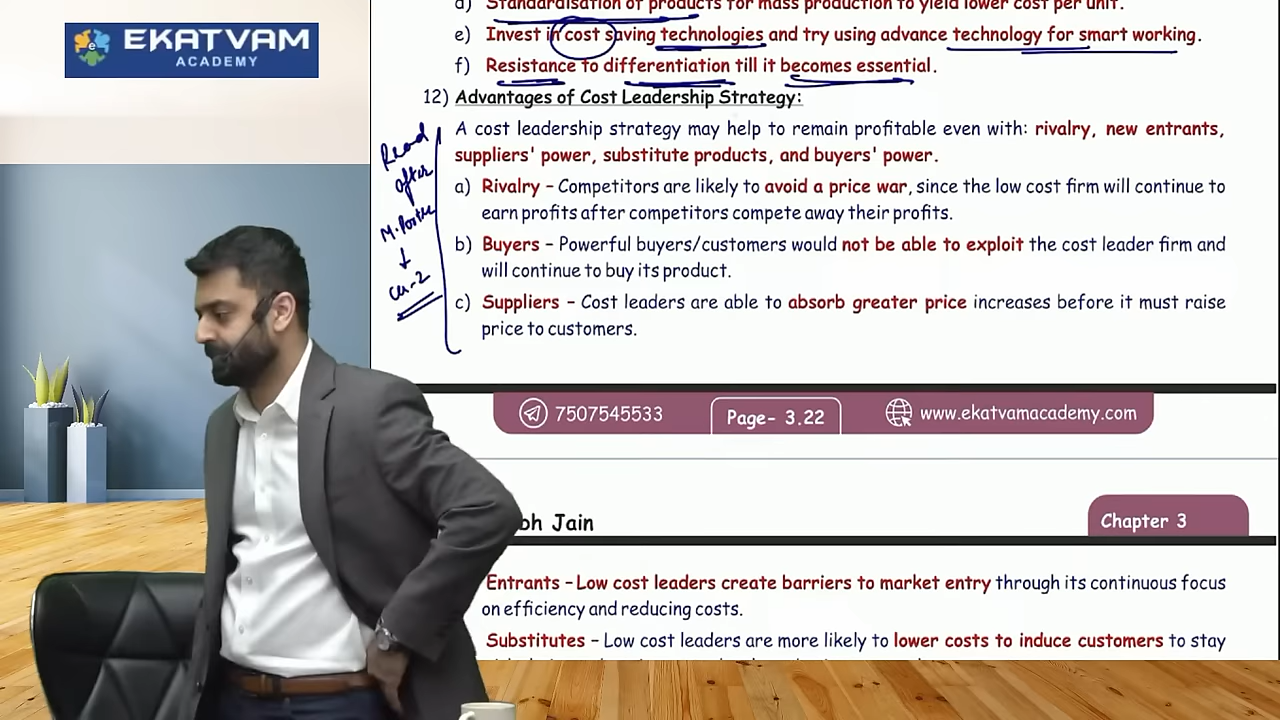 EKATVAM
ACADEMY
d) Standardisation of products for mass production to yield lower cost per unit.
e) Invest in cost saving technologies and try using advance technology for smart working.
f) Resistance to differentiation till it becomes essential.
12) Advantages of Cost Leadership Strategy:
A cost leadership strategy may help to remain profitable even with: rivalry, new entrants,
suppliers' power, substitute products, and buyers' power.
a) Rivalry – Competitors are likely to avoid a price war, since the low cost firm will continue to
earn profits after competitors compete away their profits.
b) Buyers – Powerful buyers/customers would not be able to exploit the cost leader firm and
will continue to buy its product.
c) Suppliers – Cost leaders are able to absorb greater price increases before it must raise
price to customers.
Read
after
M.Porter
↓
Ch-2
7507545533
Page- 3.22
www.ekatvamacademy.com
bh Jain
Chapter 3
Entrants – Low cost leaders create barriers to market entry through its continuous focus
on efficiency and reducing costs.
Substitutes – Low cost leaders are more likely to lower costs to induce customers to stay